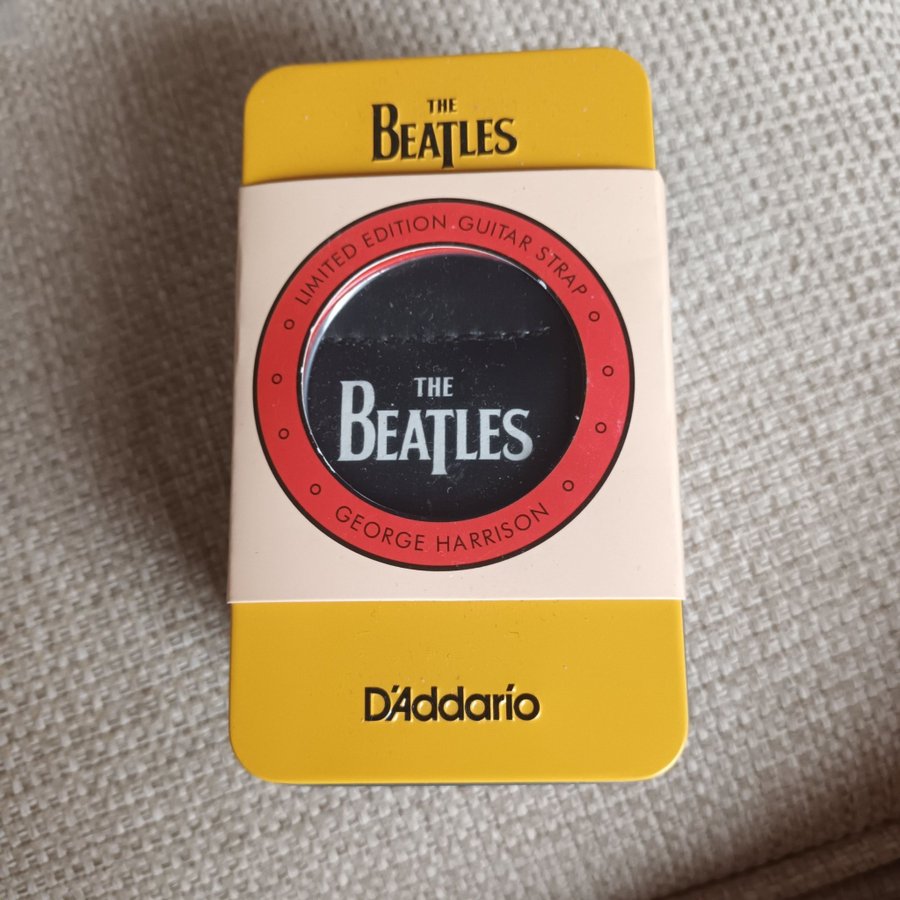 THE
BEATLES
LIMITED EDITION GUITAR STRAP
THE
BEATLES
GEORGE HARRISON
D'Addario